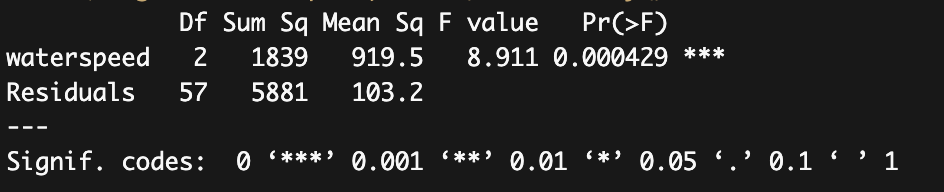 Df Sum Sq Mean Sq F value   Pr(>F)
waterspeed   2   1839   919.5   8.911 0.000429 ***
Residuals   57   5881   103.2
---
Signif. codes:  0 ‘***’ 0.001 ‘**’ 0.01 ‘*’ 0.05 ‘.’ 0.1 ‘ ’ 1